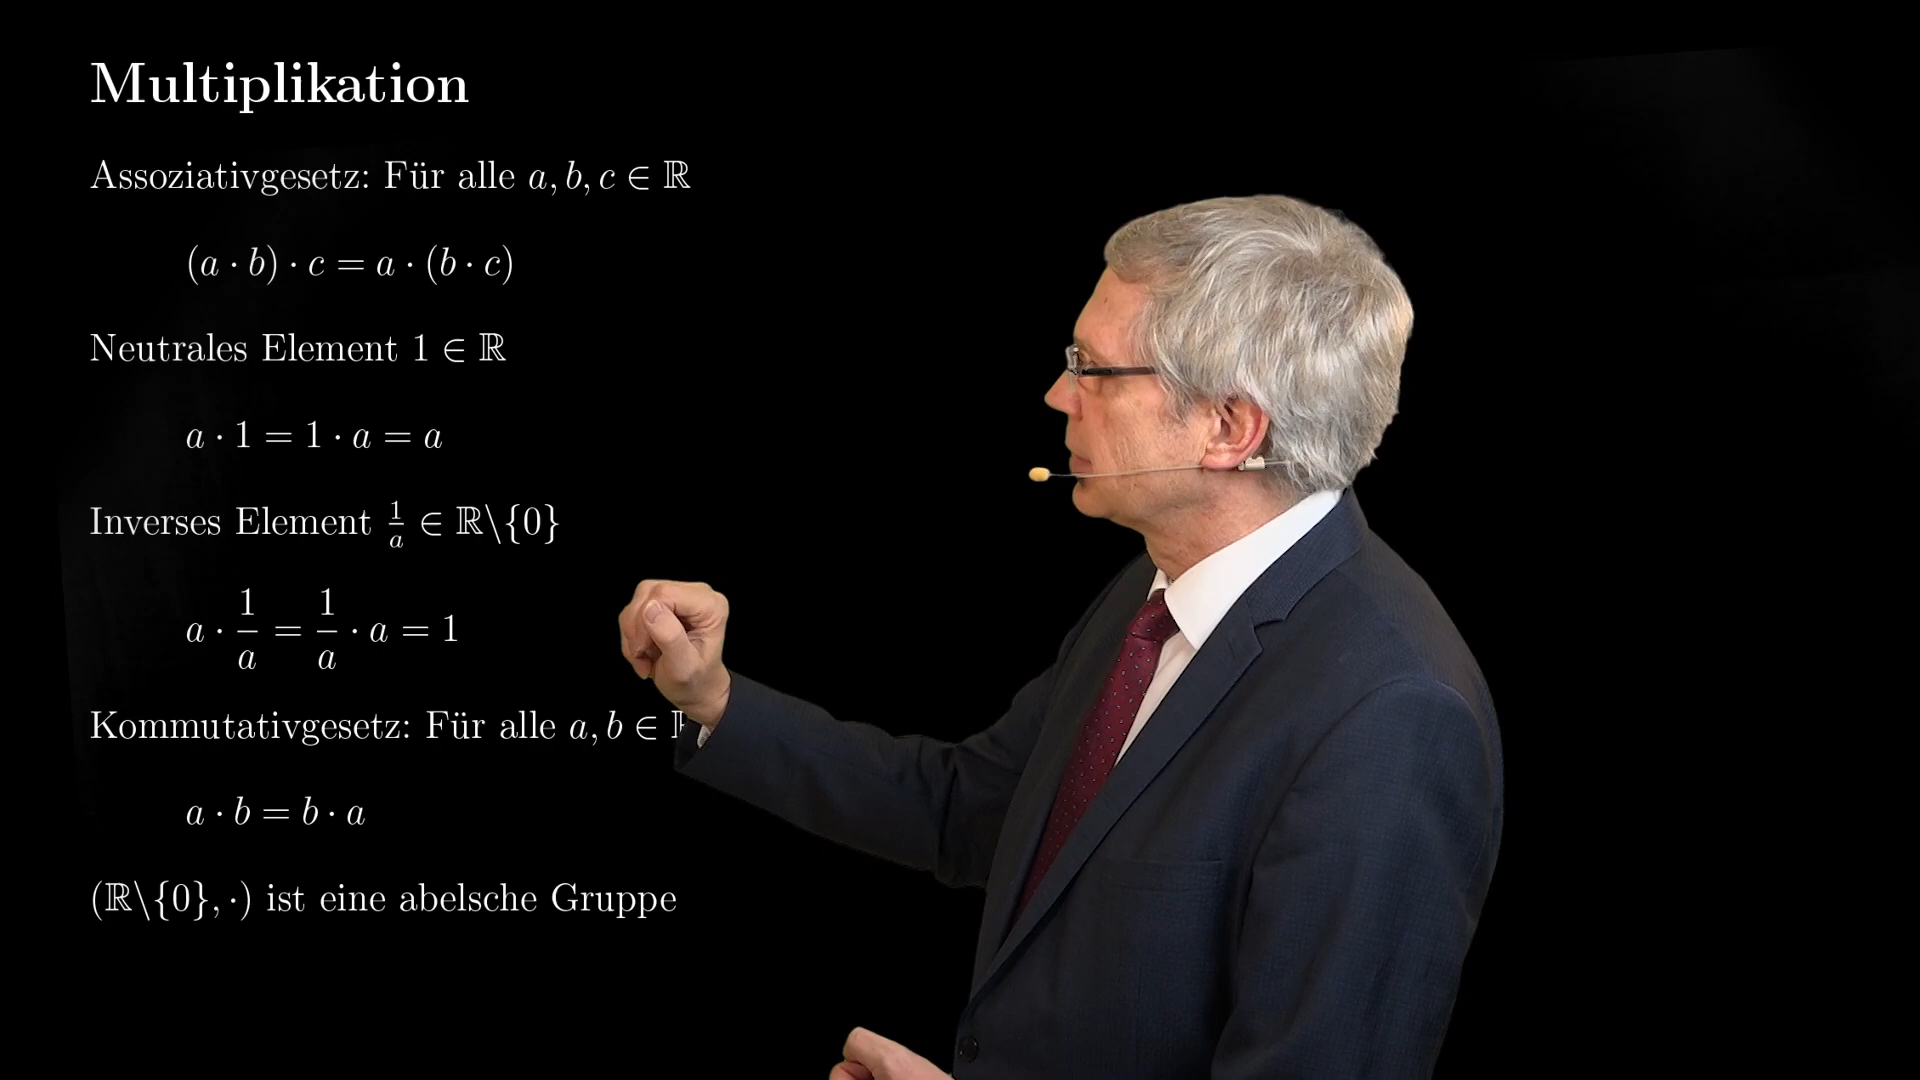 Multiplikation
Assoziativgesetz: Für alle a, b, c ∈ ℝ
(a · b) · c = a · (b · c)
Neutrales Element 1 ∈ ℝ
a · 1 = 1 · a = a
Inverses Element 1/a ∈ ℝ\{0}
a · 1/a = 1/a · a = 1
Kommutativgesetz: Für alle a, b ∈
a · b = b · a
(ℝ\{0}, ·) ist eine abelsche Gruppe